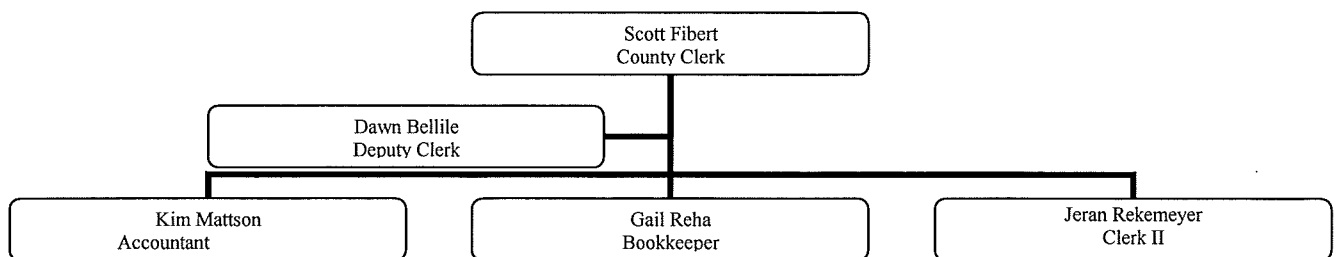 Scott Fibert
County Clerk
Dawn Bellile
Deputy Clerk
Kim Mattson
Accountant
Gail Reha
Bookkeeper
Jeran Rekemeyer
Clerk II